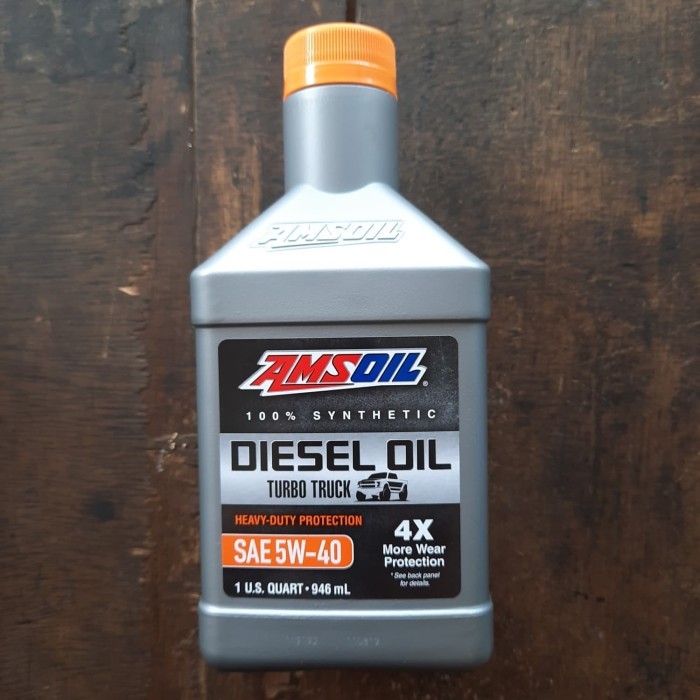 AMSOIL
AMSOIL®
100% SYNTHETIC
DIESEL OIL
TURBO TRUCK
HEAVY-DUTY PROTECTION
SAE 5W-40
4X
More Wear
Protection
*See back panel
for details.
1 U.S. QUART • 946 mL